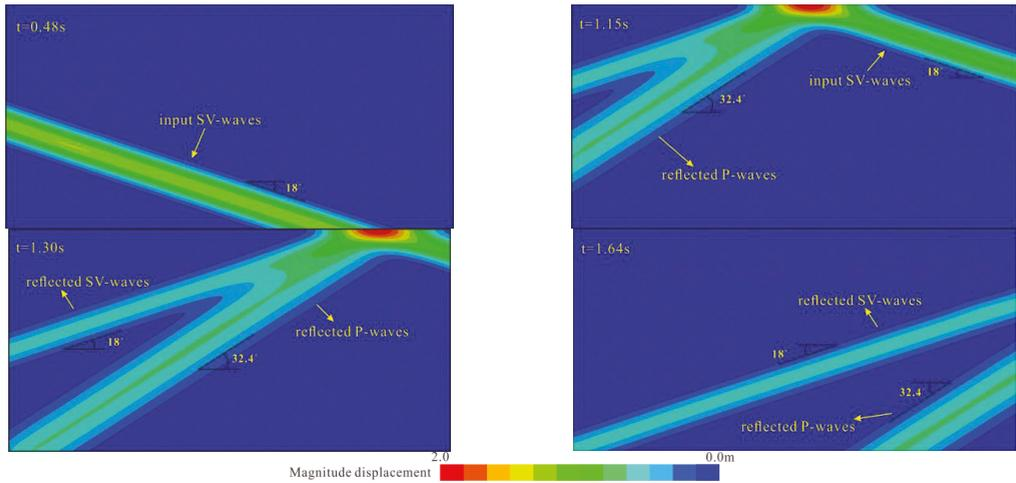 t=0.48s
input SV-waves
18′
t=1.15s
input SV-waves
18′
32.4′
reflected P-waves
t=1.30s
reflected SV-waves
reflected P-waves
18′
32.4′
t=1.64s
reflected SV-waves
18′
32.4′
reflected P-waves
2.0
0.0m
Magnitude displacement